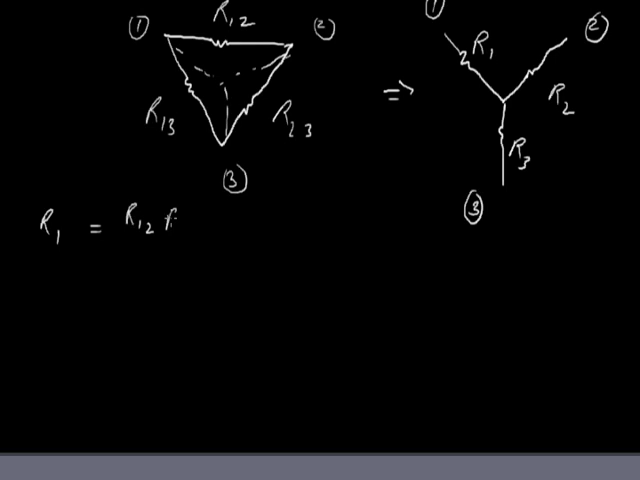 R₁₂
① ②
R₁₃ R₂₃
③
⇒
① ②
R₁
R₂
R₃
③
R₁ = R₁₂